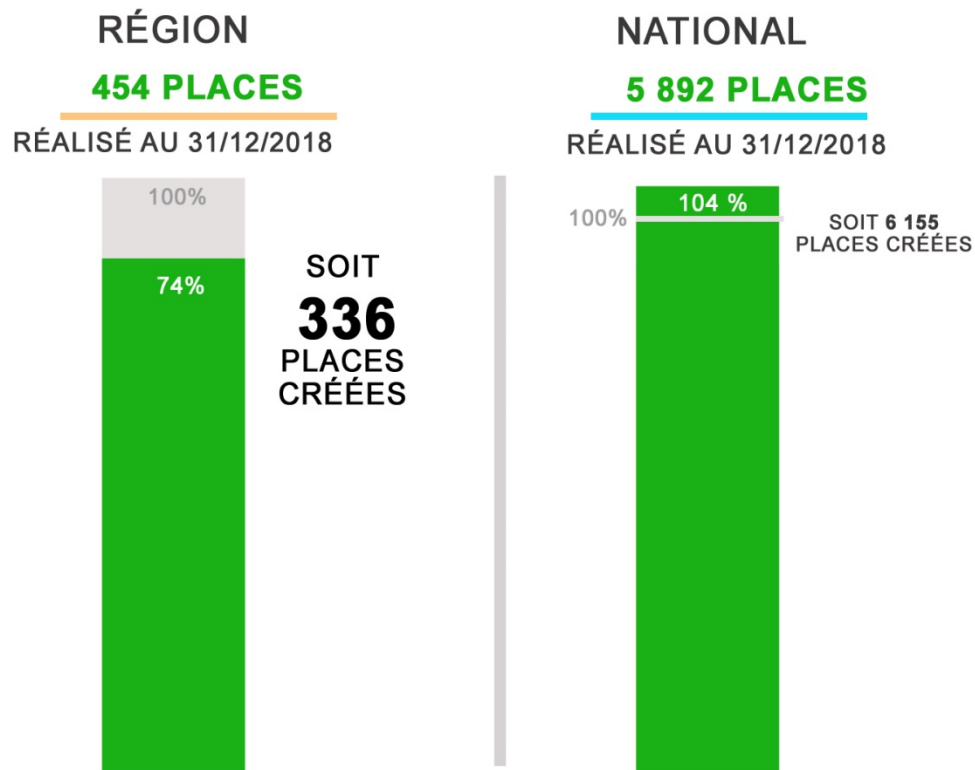 RÉGION
454 PLACES
RÉALISÉ AU 31/12/2018
100%
74%
SOIT
336
PLACES
CRÉÉES
NATIONAL
5 892 PLACES
RÉALISÉ AU 31/12/2018
104 %
100%
SOIT 6 155
PLACES CRÉÉES